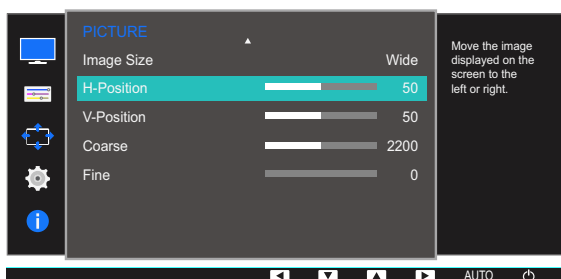 PICTURE
Image Size Wide
H-Position 50
V-Position 50
Coarse 2200
Fine 0
Move the image
displayed on the
screen to the
left or right.
AUTO